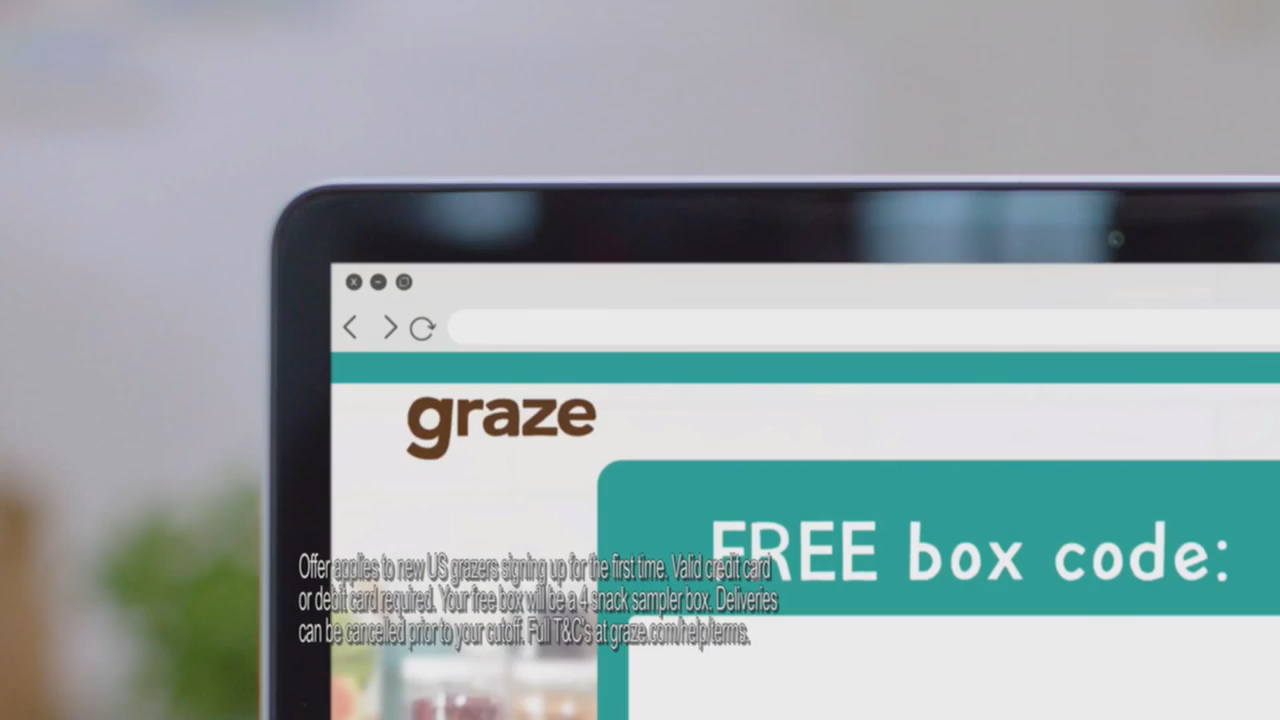 graze
FREE box code:
Offer applies to new US grazers signing up for the first time. Valid credit card
or debit card required. Your free box will be a 4 snack sampler box. Deliveries
can be cancelled prior to your cutoff. Full T&C's at graze.com/help/terms.